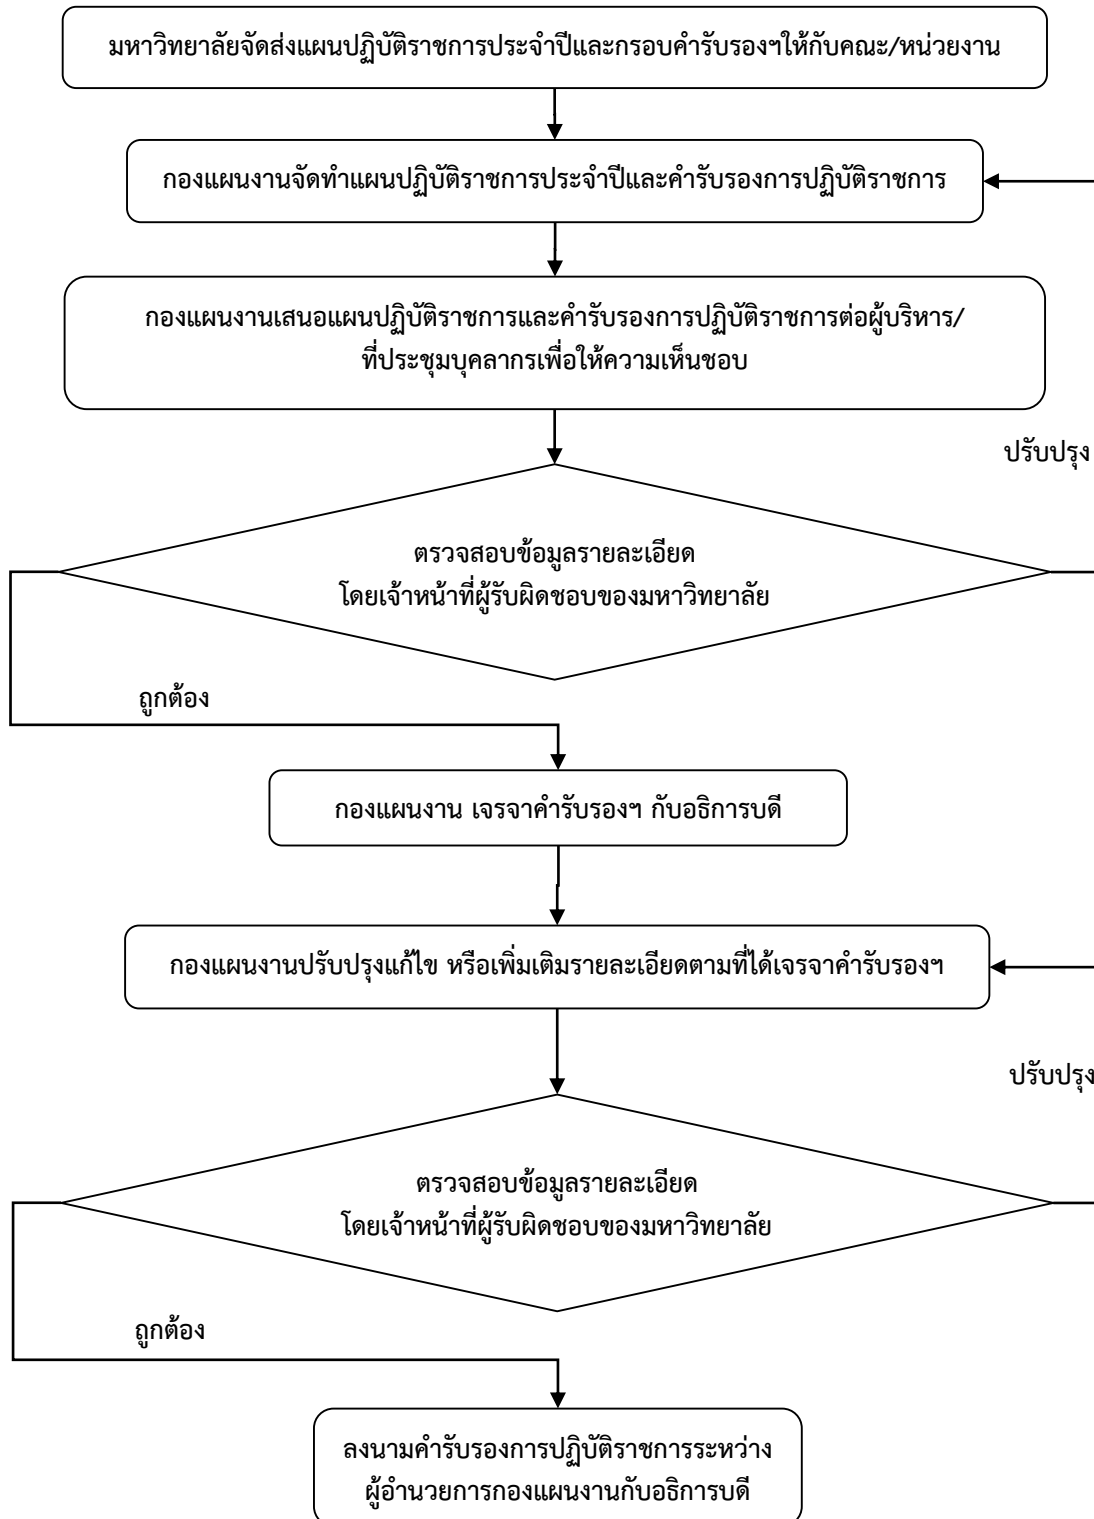 มหาวิทยาลัยจัดส่งแผนปฏิบัติราชการประจำปีและกรอบคำรับรองฯให้กับคณะ/หน่วยงาน
กองแผนงานจัดทำแผนปฏิบัติราชการประจำปีและคำรับรองการปฏิบัติราชการ
กองแผนงานเสนอแผนปฏิบัติราชการและคำรับรองการปฏิบัติราชการต่อผู้บริหาร/
ที่ประชุมบุคลากรเพื่อให้ความเห็นชอบ
ปรับปรุง
ตรวจสอบข้อมูลรายละเอียด
โดยเจ้าหน้าที่ผู้รับผิดชอบของมหาวิทยาลัย
ถูกต้อง
กองแผนงาน เจรจาคำรับรองฯ กับอธิการบดี
กองแผนงานปรับปรุงแก้ไข หรือเพิ่มเติมรายละเอียดตามที่ได้เจรจาคำรับรองฯ
ปรับปรุง
ตรวจสอบข้อมูลรายละเอียด
โดยเจ้าหน้าที่ผู้รับผิดชอบของมหาวิทยาลัย
ถูกต้อง
ลงนามคำรับรองการปฏิบัติราชการระหว่าง
ผู้อำนวยการกองแผนงานกับอธิการบดี